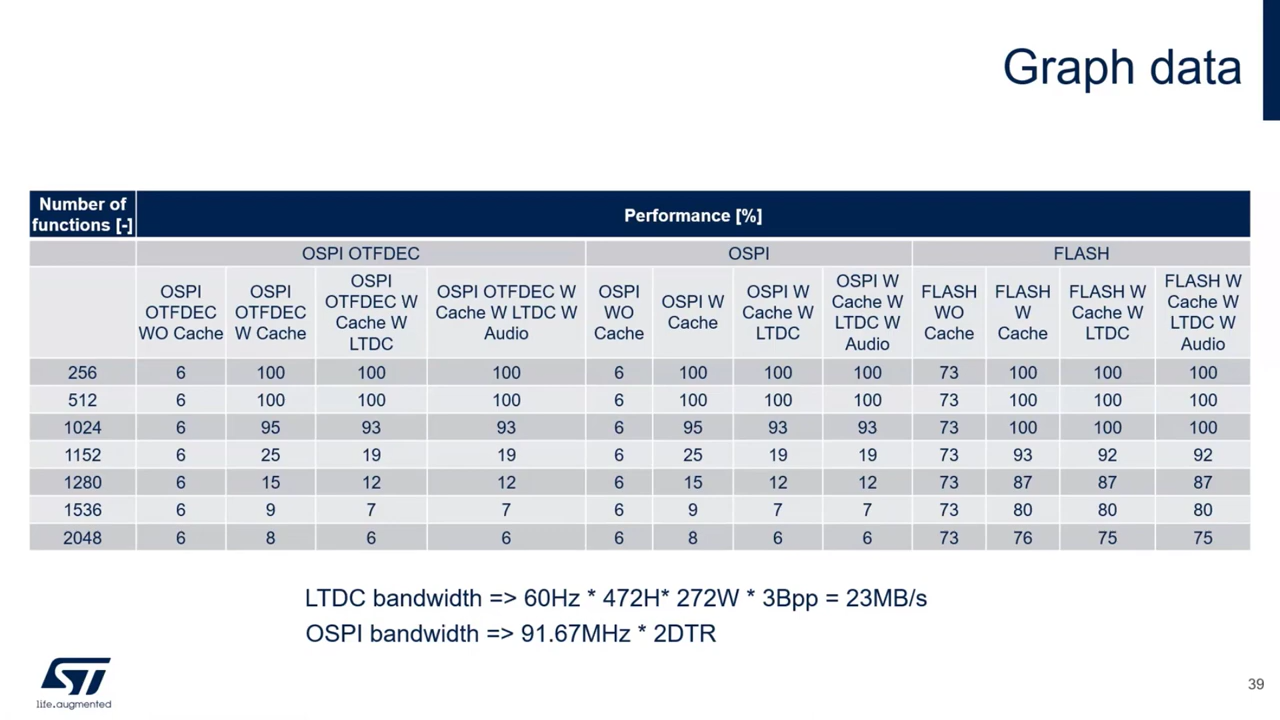 Graph data
Number of functions [-] Performance [%]
OSPI OTFDEC OSPI FLASH
OSPI OTFDEC WO Cache OSPI OTFDEC W Cache OSPI OTFDEC W Cache W LTDC OSPI OTFDEC W Cache W LTDC W Audio OSPI WO Cache OSPI W Cache OSPI W Cache W LTDC OSPI W Cache W LTDC W Audio FLASH WO Cache FLASH W Cache FLASH W Cache W LTDC FLASH W Cache W LTDC W Audio
256 6 100 100 100 6 100 100 100 73 100 100 100
512 6 100 100 100 6 100 100 100 73 100 100 100
1024 6 95 93 93 6 95 93 93 73 100 100 100
1152 6 25 19 19 6 25 19 19 73 93 92 92
1280 6 15 12 12 6 15 12 12 73 87 87 87
1536 6 9 7 7 6 9 7 7 73 80 80 80
2048 6 8 6 6 6 8 6 6 73 76 75 75
LTDC bandwidth => 60Hz * 472H* 272W * 3Bpp = 23MB/s
OSPI bandwidth => 91.67MHz * 2DTR
ST
life.augmented
39